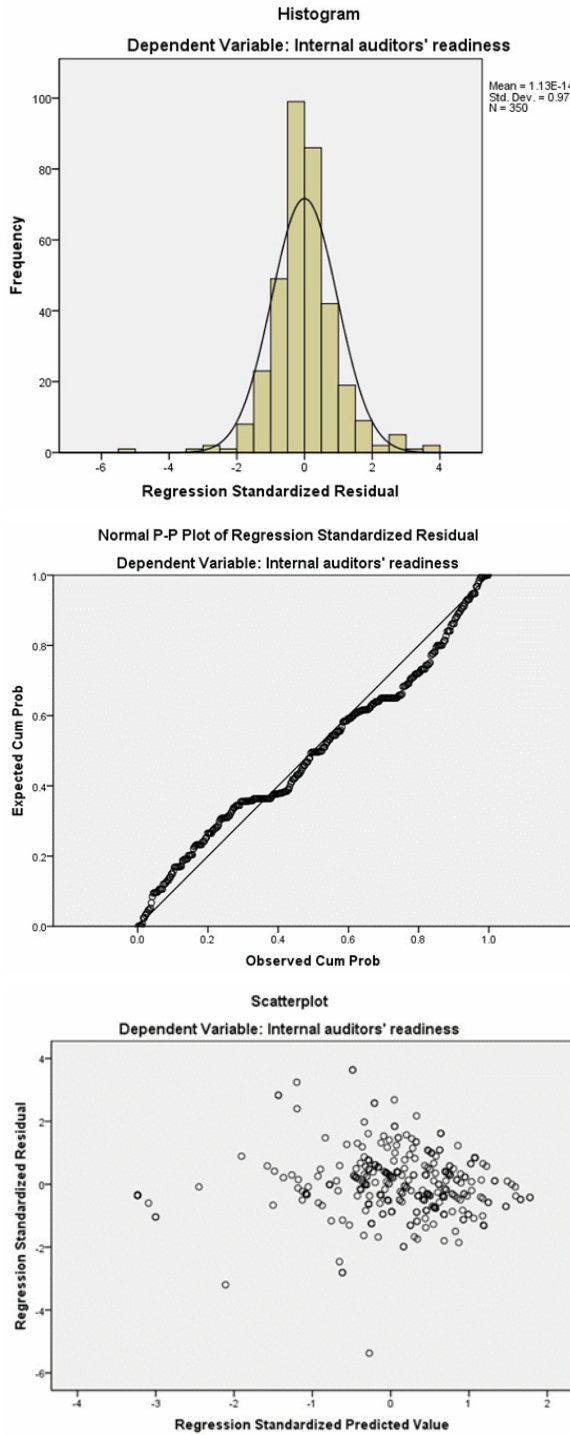 Histogram
Dependent Variable: Internal auditors' readiness
Mean = 1.13E-14
Std. Dev. = 0.97
N = 350
100
80
60
40
20
0
Frequency
-6 -4 -2 0 2 4 6
Regression Standardized Residual
Normal P-P Plot of Regression Standardized Residual
Dependent Variable: Internal auditors' readiness
1.0
0.8
0.6
0.4
0.2
0.0
Expected Cum Prob
0.0 0.2 0.4 0.6 0.8 1.0
Observed Cum Prob
Scatterplot
Dependent Variable: Internal auditors' readiness
4
2
0
-2
-4
-6
Regression Standardized Residual
-4 -3 -2 -1 0 1 2
Regression Standardized Predicted Value